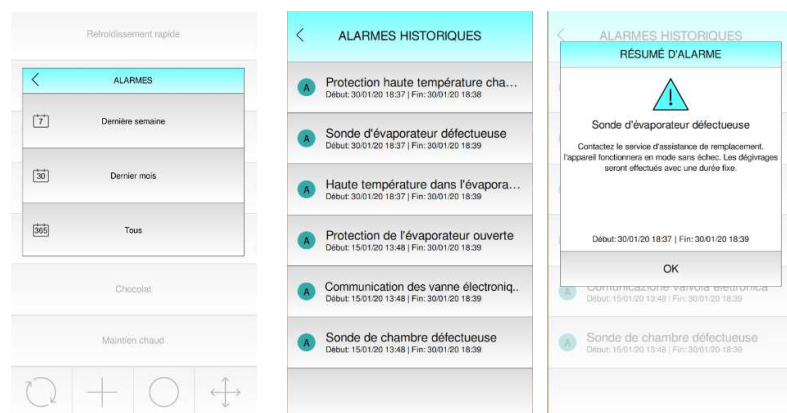 Refroidissement rapide
ALARMES
7
Dernière semaine
30
Dernier mois
365
Tous
Chocolat
Maintien chaud
ALARMES HISTORIQUES
A
Protection haute température cha...
Début: 30/01/20 18:37 | Fin: 30/01/20 18:38
A
Sonde d'évaporateur défectueuse
Début: 30/01/20 18:37 | Fin: 30/01/20 18:39
A
Haute température dans l'évapora...
Début: 30/01/20 18:37 | Fin: 30/01/20 18:39
A
Protection de l'évaporateur ouverte
Début: 15/01/20 13:48 | Fin: 30/01/20 18:39
A
Communication des vanne électroniq..
Début: 15/01/20 13:48 | Fin: 30/01/20 18:39
A
Sonde de chambre défectueuse
Début: 15/01/20 13:48 | Fin: 30/01/20 18:39
ALARMES HISTORIQUES
RÉSUMÉ D'ALARME
Sonde d'évaporateur défectueuse
Contactez le service d'assistance de remplacement.
l'appareil fonctionnera en mode sans échec. Les dégivrages
seront effectués avec une durée fixe.
Début: 30/01/20 18:37 | Fin: 30/01/20 18:39
OK
A
Comunicazione valvola elettronica
Début: 15/01/20 13:48 | Fin: 30/01/20 18:39
A
Sonde de chambre défectueuse
Début: 15/01/20 13:48 | Fin: 30/01/20 18:39